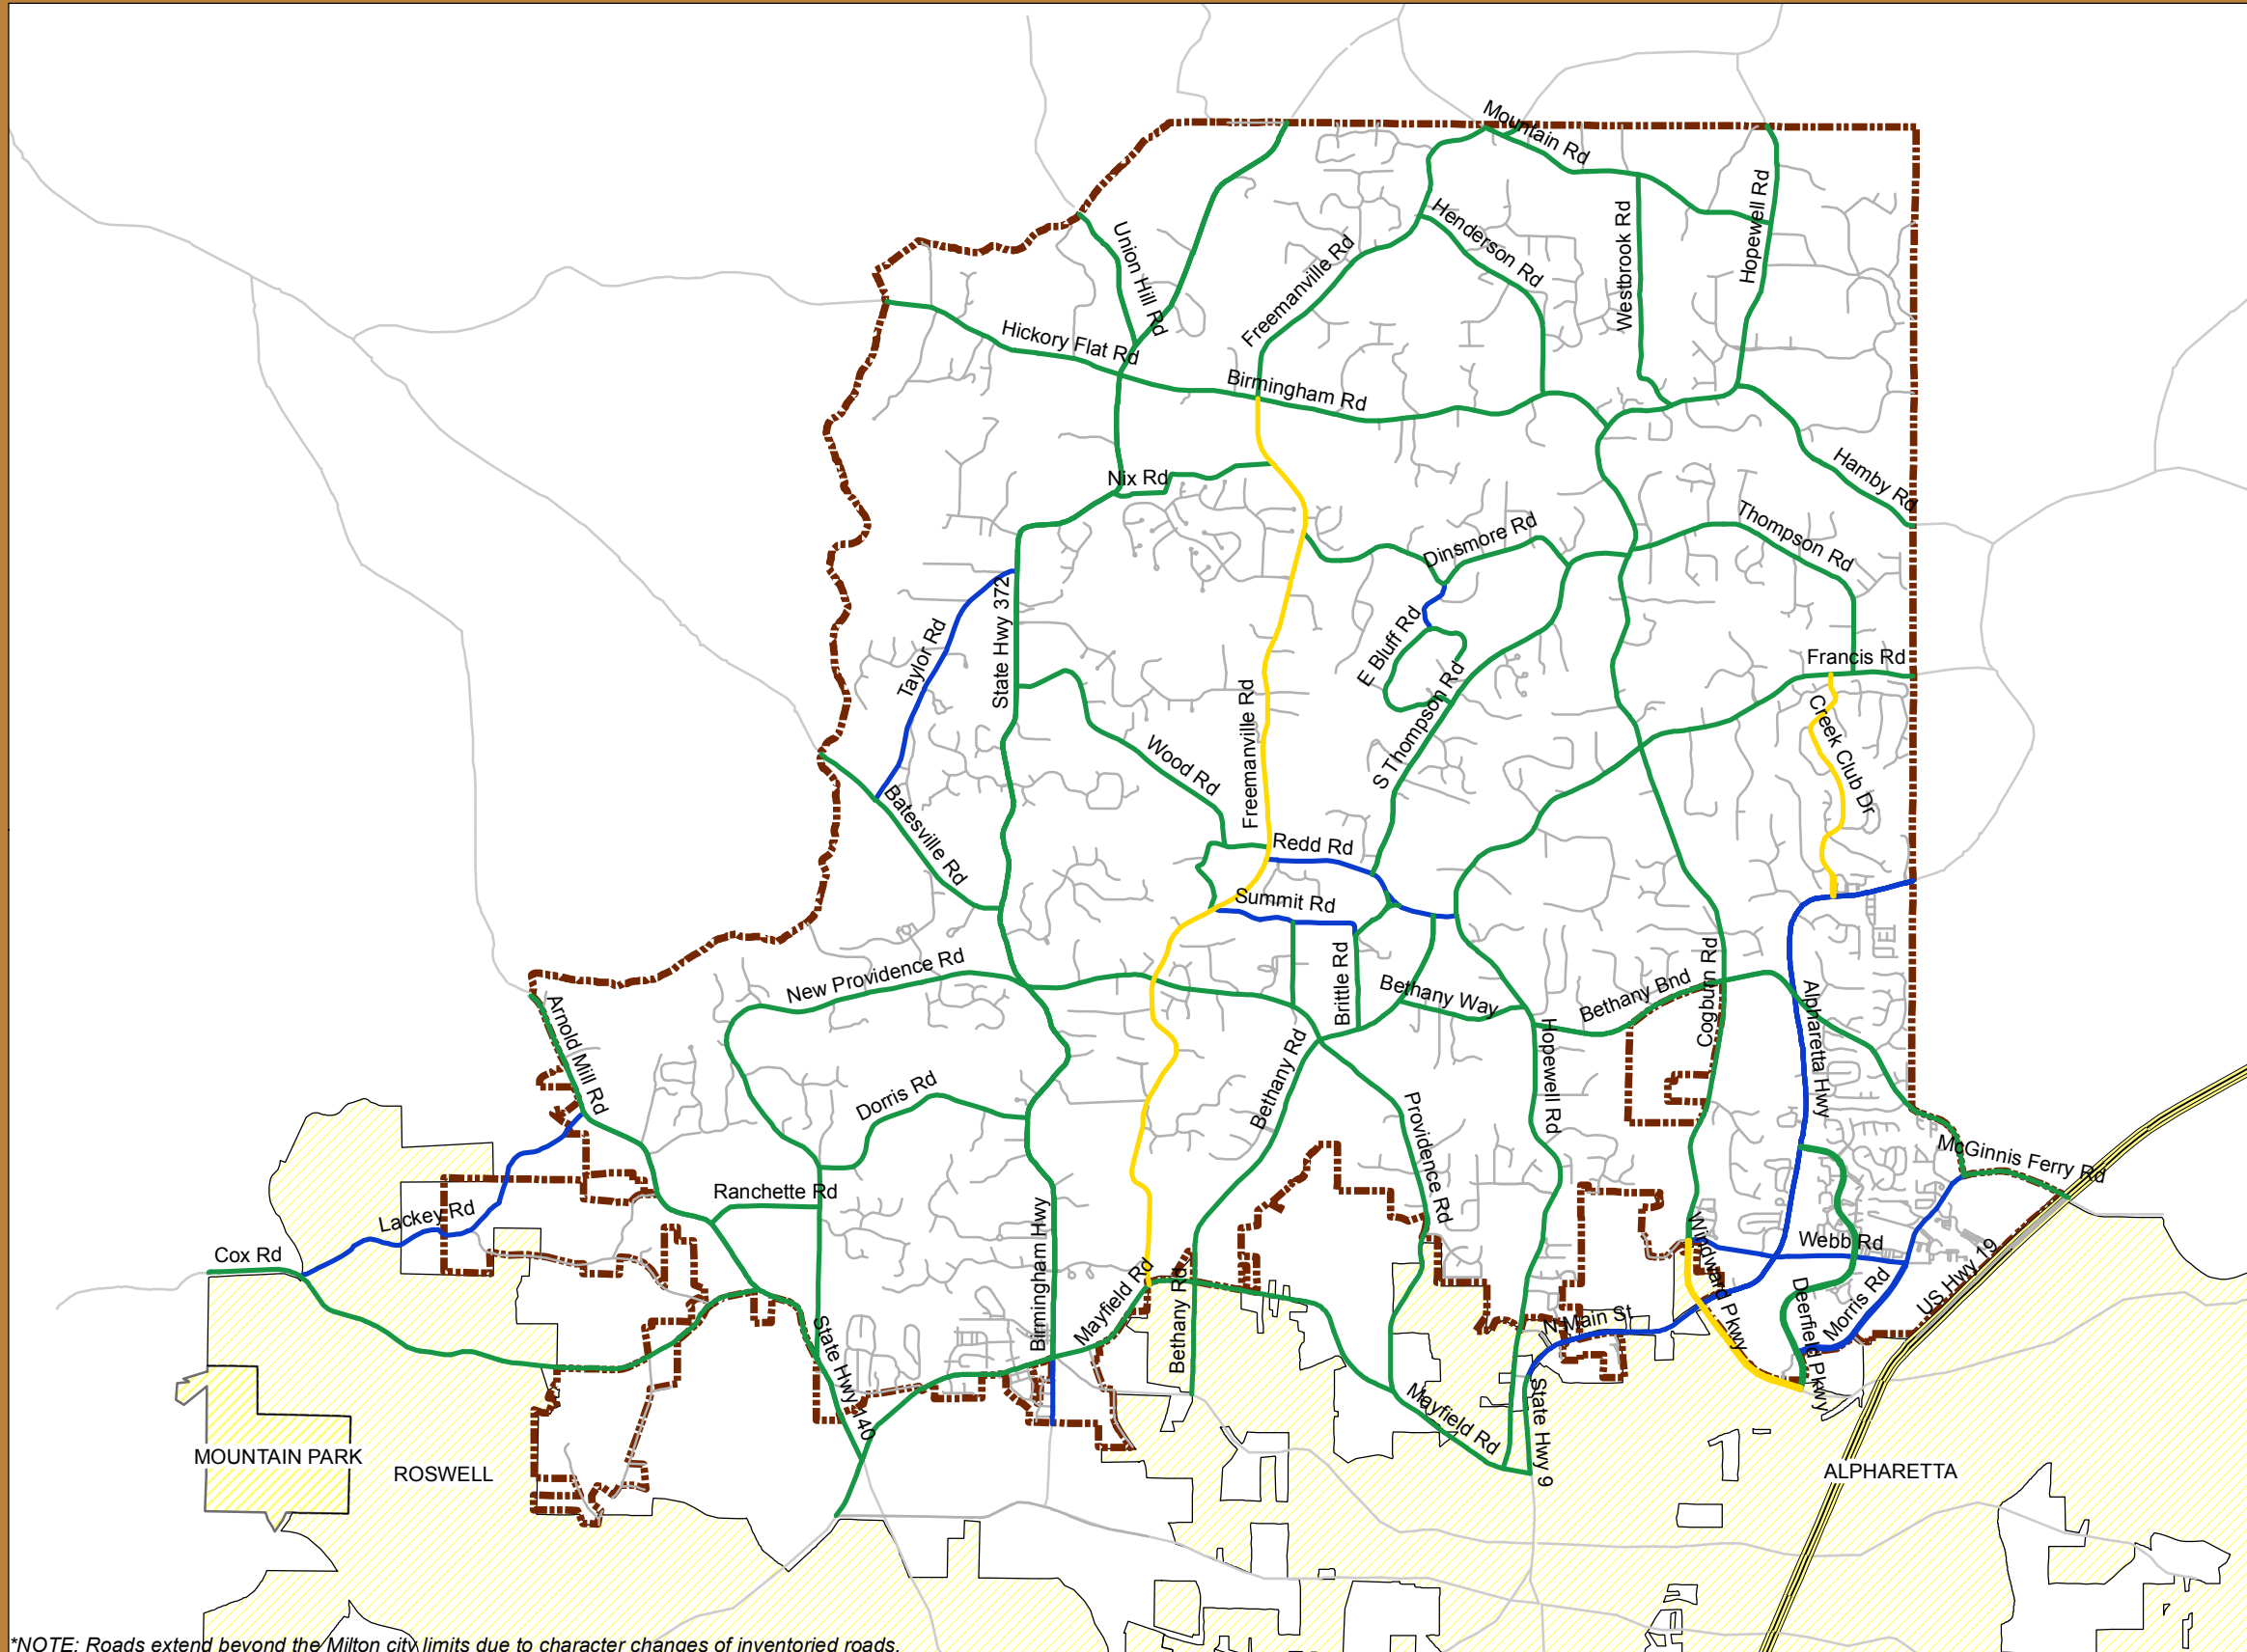 Mountain Rd
Hopewell Rd
Union Hill Rd
Henderson Rd
Westbrook Rd
Freemanville Rd
Hickory Flat Rd
Birmingham Rd
Nix Rd
Hamby Rd
Thompson Rd
Dinsmore Rd
State Hwy 372
Taylor Rd
E Bluff Rd
Francis Rd
Freemanville Rd
S Thompson Rd
Creek Club Dr
Wood Rd
Batesville Rd
Redd Rd
Summit Rd
New Providence Rd
Brittle Rd
Bethany Way
Bethany Bnd
Cogburn Rd
Alpharetta Hwy
Arnold Mill Rd
Hopewell Rd
Bethany Rd
Dorris Rd
Providence Rd
McGinnis Ferry Rd
Ranchette Rd
Lackey Rd
Birmingham Hwy
Windward Pkwy
Webb Rd
Cox Rd
Mayfield Rd
Bethany Rd
US Hwy 19
Deerfield Pkwy
Morris Rd
N Main St
State Hwy 140
Mayfield Rd
State Hwy 9
MOUNTAIN PARK
ROSWELL
ALPHARETTA
*NOTE: Roads extend beyond the Milton city limits due to character changes of inventoried roads.